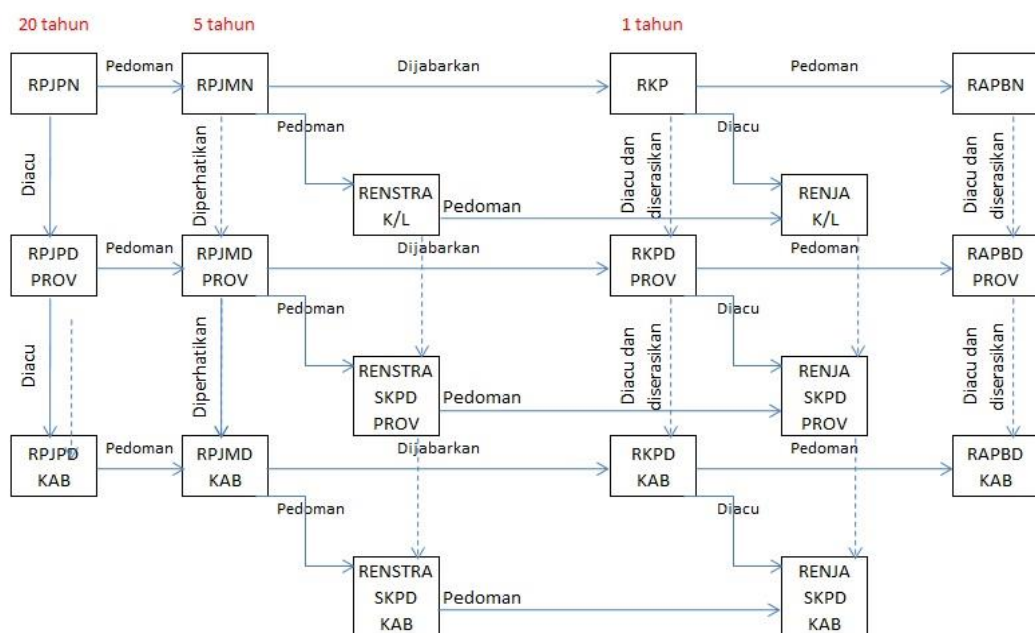 20 tahun
5 tahun
1 tahun
RPJPN
Pedoman
RPJMN
Dijabarkan
RKP
Pedoman
RAPBN
Diacu
Diperhatikan
Pedoman
Diacu dan
diserasikan
Diacu
Diacu dan
diserasikan
RENSTRA
K/L
Pedoman
RENJA
K/L
RPJPD
PROV
Pedoman
RPJMD
PROV
Dijabarkan
RKPD
PROV
Pedoman
RAPBD
PROV
Diacu
Diperhatikan
Pedoman
Diacu dan
diserasikan
Diacu
Diacu dan
diserasikan
RENSTRA
SKPD
PROV
Pedoman
RENJA
SKPD
PROV
RPJPD
KAB
Pedoman
RPJMD
KAB
Dijabarkan
RKPD
KAB
Pedoman
RAPBD
KAB
Pedoman
Diacu
RENSTRA
SKPD
KAB
Pedoman
RENJA
SKPD
KAB